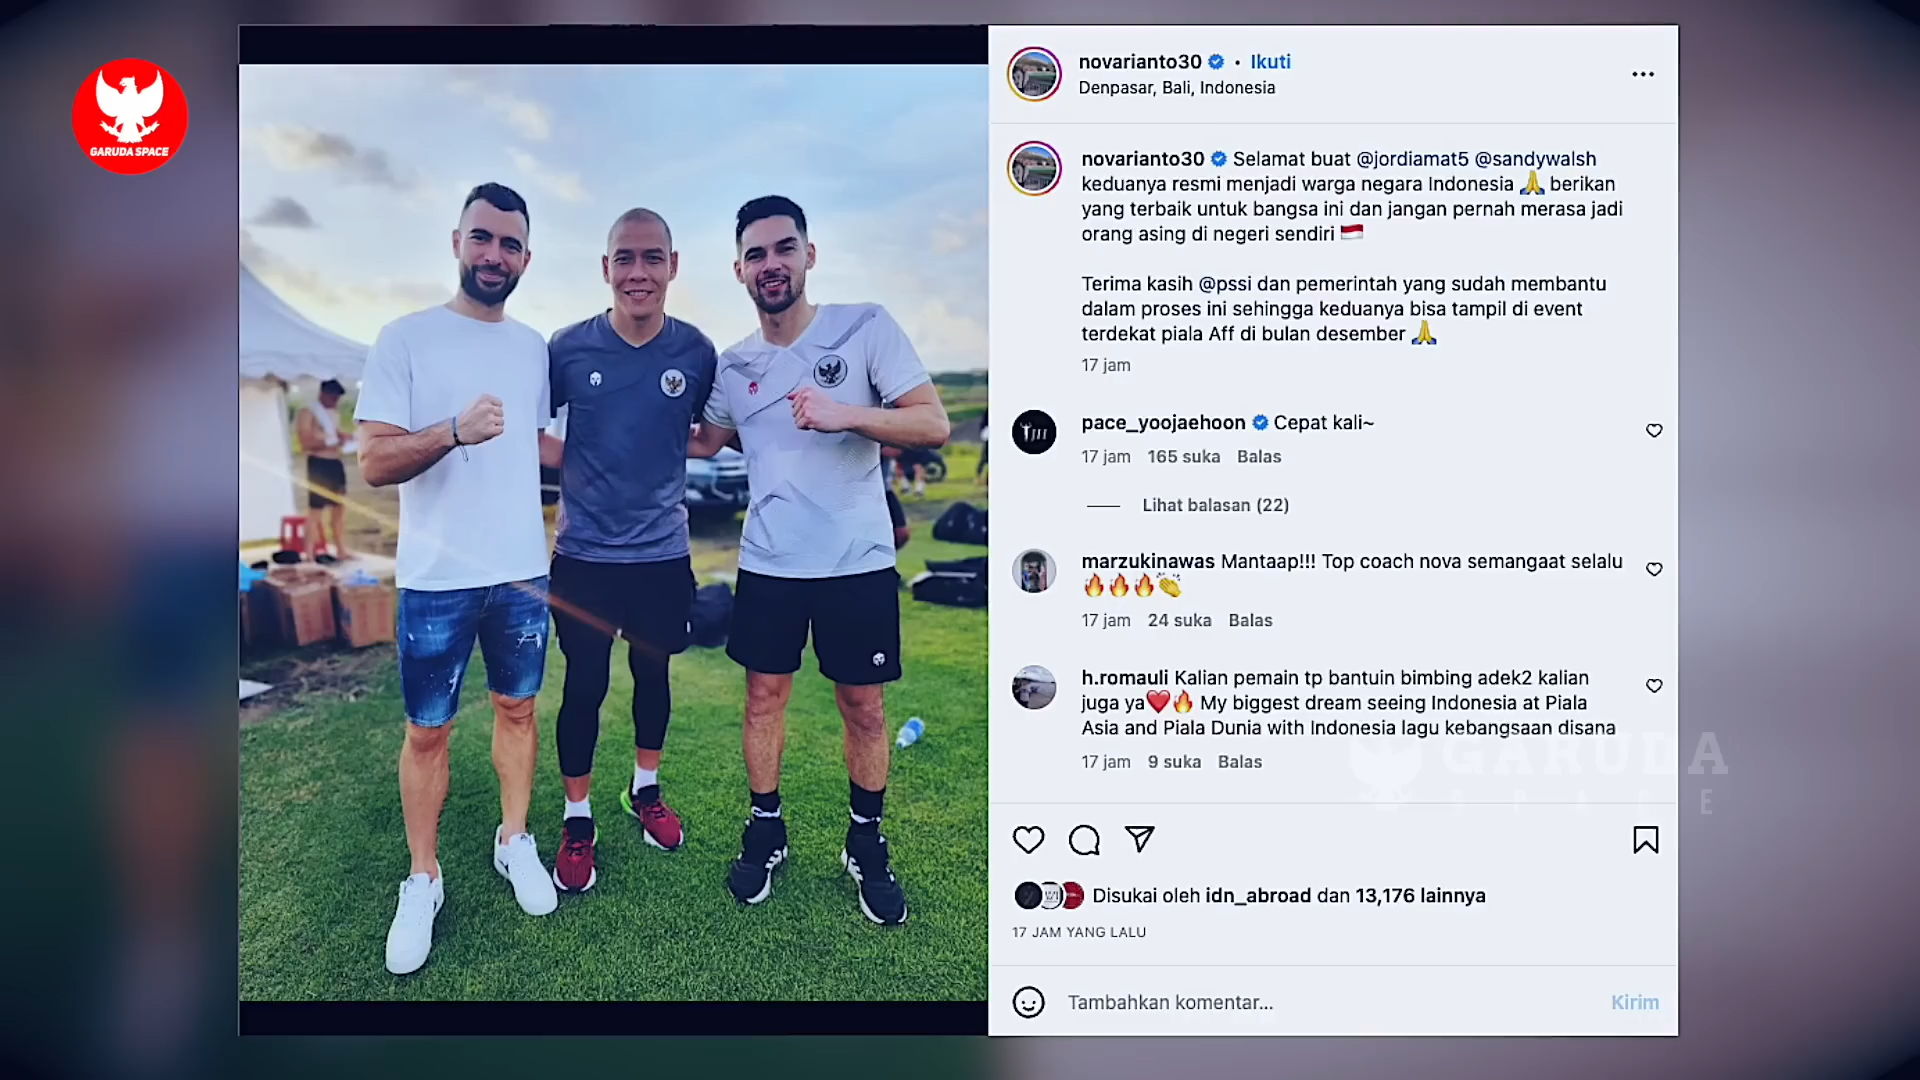 GARUDA SPACE
novarianto30 • Ikuti
Denpasar, Bali, Indonesia
novarianto30 Selamat buat @jordiamat5 @sandywalsh
keduanya resmi menjadi warga negara Indonesia 🙏 berikan
yang terbaik untuk bangsa ini dan jangan pernah merasa jadi
orang asing di negeri sendiri 🇮🇩
Terima kasih @pssi dan pemerintah yang sudah membantu
dalam proses ini sehingga keduanya bisa tampil di event
terdekat piala Aff di bulan desember 🙏
17 jam
pace_yoojaehoon Cepat kali~
17 jam 165 suka Balas
Lihat balasan (22)
marzukinawas Mantaap!!! Top coach nova semangaat selalu
🔥🔥🔥👏
17 jam 24 suka Balas
h.romauli Kalian pemain tp bantuin bimbing adek2 kalian
juga ya❤️🔥 My biggest dream seeing Indonesia at Piala
Asia and Piala Dunia with Indonesia lagu kebangsaan disana
17 jam 9 suka Balas
GARUDA
SPACE
Disukai oleh idn_abroad dan 13,176 lainnya
17 JAM YANG LALU
Tambahkan komentar...
Kirim